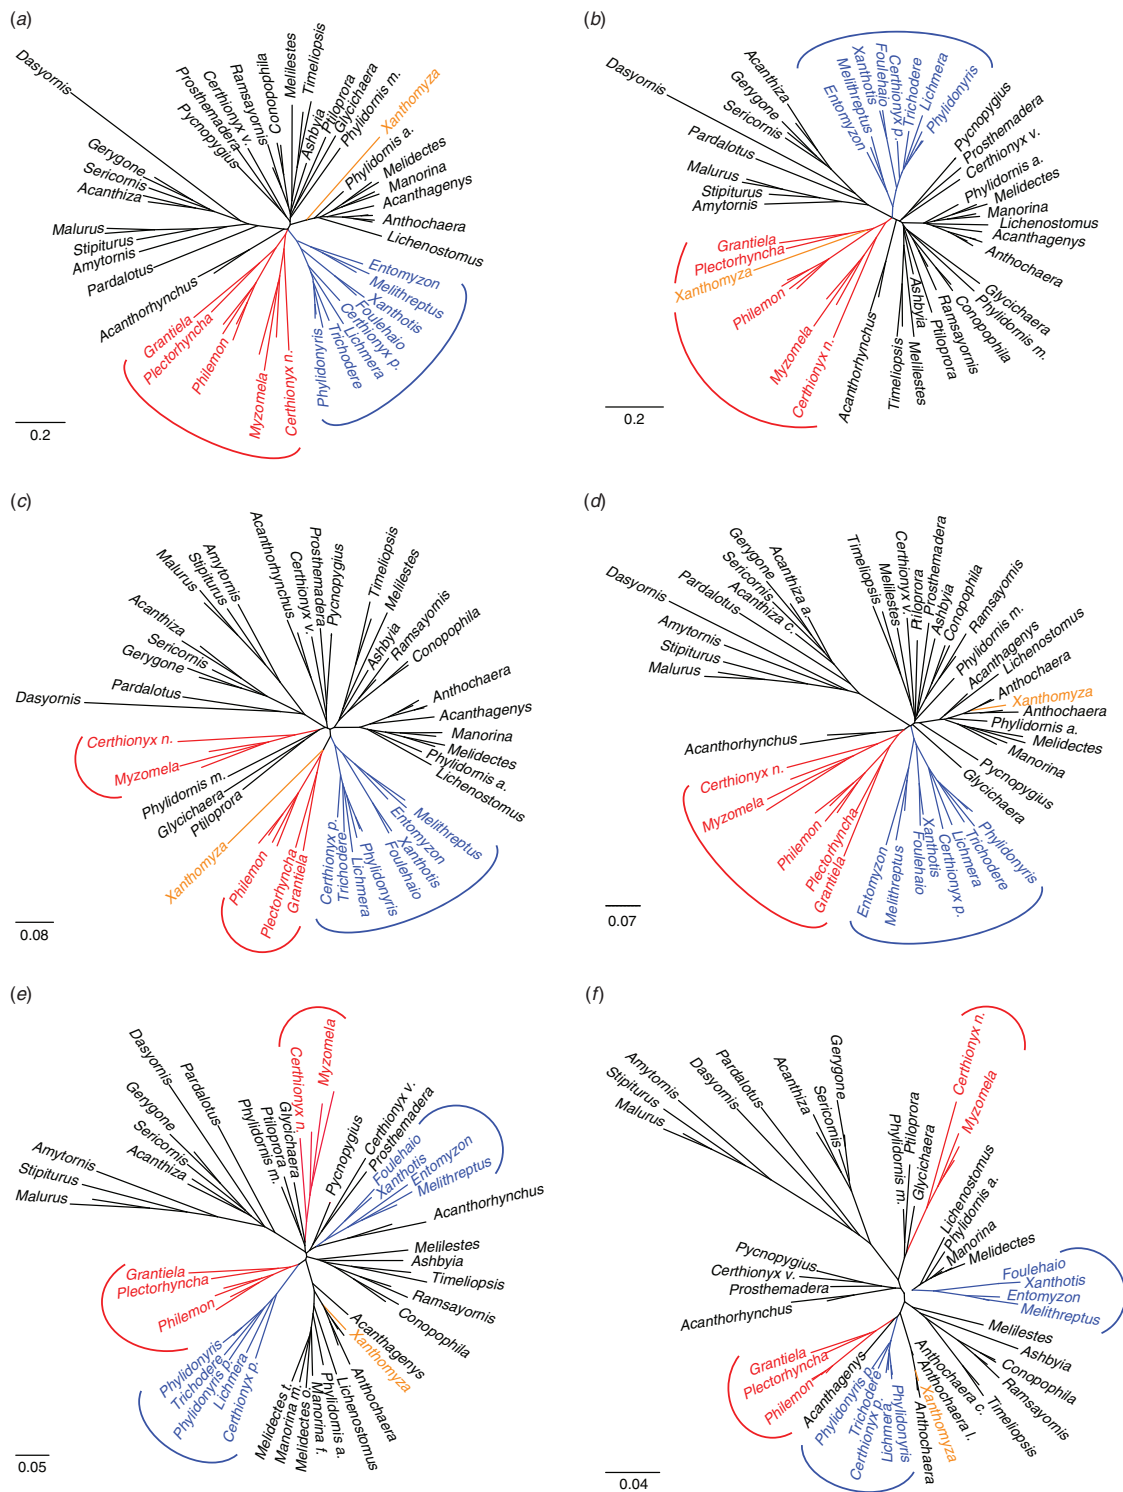 (a)
Dasyornis
Gerygone
Sericornis
Acanthiza
Malurus
Stipiturus
Amytornis
Pardalotus
Acanthorhynchus
Pycnopygius
Prosthemadera
Certhionyx v.
Ramsayornis
Conopophila
Melilestes
Timeliopsis
Ashbyia
Ptiloprora
Glycichaera
Phylidornis m.
Xanthomyza
Phylidornis a.
Melidectes
Manorina
Acanthagenys
Anthochaera
Lichenostomus
Entomyzon
Melithreptus
Xanthotis
Foulehaio
Certhionyx p.
Lichmera
Trichodere
Phylidonyris
Certhionyx n.
Myzomela
Philemon
Plectorhyncha
Grantiela
0.2
(b)
Dasyornis
Acanthiza
Gerygone
Sericornis
Pardalotus
Malurus
Stipiturus
Amytornis
Entomyzon
Melithreptus
Xanthotis
Foulehaio
Certhionyx p.
Trichodere
Lichmera
Phylidonyris
Pycnopygius
Prosthemadera
Certhionyx v.
Phylidornis a.
Melidectes
Manorina
Lichenostomus
Acanthagenys
Anthochaera
Glycichaera
Phylidornis m.
Conopophila
Ramsayornis
Ptiloprora
Ashbyia
Melilestes
Timeliopsis
Acanthorhynchus
Certhionyx n.
Myzomela
Philemon
Xanthomyza
Plectorhyncha
Grantiela
0.2
(c)
Dasyornis
Pardalotus
Gerygone
Sericornis
Acanthiza
Malurus
Stipiturus
Amytornis
Acanthorhynchus
Certhionyx v.
Prosthemadera
Pycnopygius
Timeliopsis
Melilestes
Ashbyia
Ramsayornis
Conopophila
Anthochaera
Acanthagenys
Manorina
Melidectes
Phylidornis a.
Lichenostomus
Melithreptus
Entomyzon
Xanthotis
Foulehaio
Phylidonyris
Lichmera
Trichodere
Certhionyx p.
Grantiela
Plectorhyncha
Philemon
Xanthomyza
Ptiloprora
Glycichaera
Phylidornis m.
Myzomela
Certhionyx n.
0.08
(d)
Dasyornis
Pardalotus
Gerygone
Sericornis
Acanthiza a.
Acanthiza c.
Amytornis
Stipiturus
Malurus
Timeliopsis
Melilestes
Certhionyx v.
Ptiloprora
Prosthemadera
Ashbyia
Conopophila
Ramsayornis
Phylidornis m.
Acanthagenys
Lichenostomus
Anthochaera
Xanthomyza
Anthochaera
Phylidornis a.
Melidectes
Manorina
Pycnopygius
Glycichaera
Phylidonyris
Trichodere
Lichmera
Certhionyx p.
Xanthotis
Foulehaio
Melithreptus
Entomyzon
Grantiela
Plectorhyncha
Philemon
Myzomela
Certhionyx n.
Acanthorhynchus
0.07
(e)
Dasyornis
Pardalotus
Gerygone
Sericornis
Acanthiza
Amytornis
Stipiturus
Malurus
Phylidornis m.
Ptiloprora
Glycichaera
Certhionyx n.
Myzomela
Pycnopygius
Certhionyx v.
Prosthemadera
Foulehaio
Xanthotis
Entomyzon
Melithreptus
Acanthorhynchus
Melilestes
Ashbyia
Timeliopsis
Ramsayornis
Conopophila
Acanthagenys
Xanthomyza
Anthochaera
Lichenostomus
Phylidornis a.
Manorina f.
Melidectes o.
Manorina m.
Melidectes t.
Certhionyx p.
Lichmera
Phylidonyris p.
Trichodere
Phylidonyris
Philemon
Plectorhyncha
Grantiela
0.05
(f)
Amytornis
Stipiturus
Malurus
Dasyornis
Pardalotus
Acanthiza
Sericornis
Gerygone
Phylidornis m.
Ptiloprora
Glycichaera
Certhionyx n.
Myzomela
Lichenostomus
Phylidornis a.
Manorina
Melidectes
Foulehaio
Xanthotis
Entomyzon
Melithreptus
Melilestes
Ashbyia
Conopophila
Ramsayornis
Timeliopsis
Anthochaera c.
Anthochaera l.
Xanthomyza
Anthochaera
Phylidonyris
Lichmera
Certhionyx p.
Trichodere
Phylidonyris p.
Acanthagenys
Philemon
Plectorhyncha
Grantiela
Acanthorhynchus
Prosthemadera
Certhionyx v.
Pycnopygius
0.04